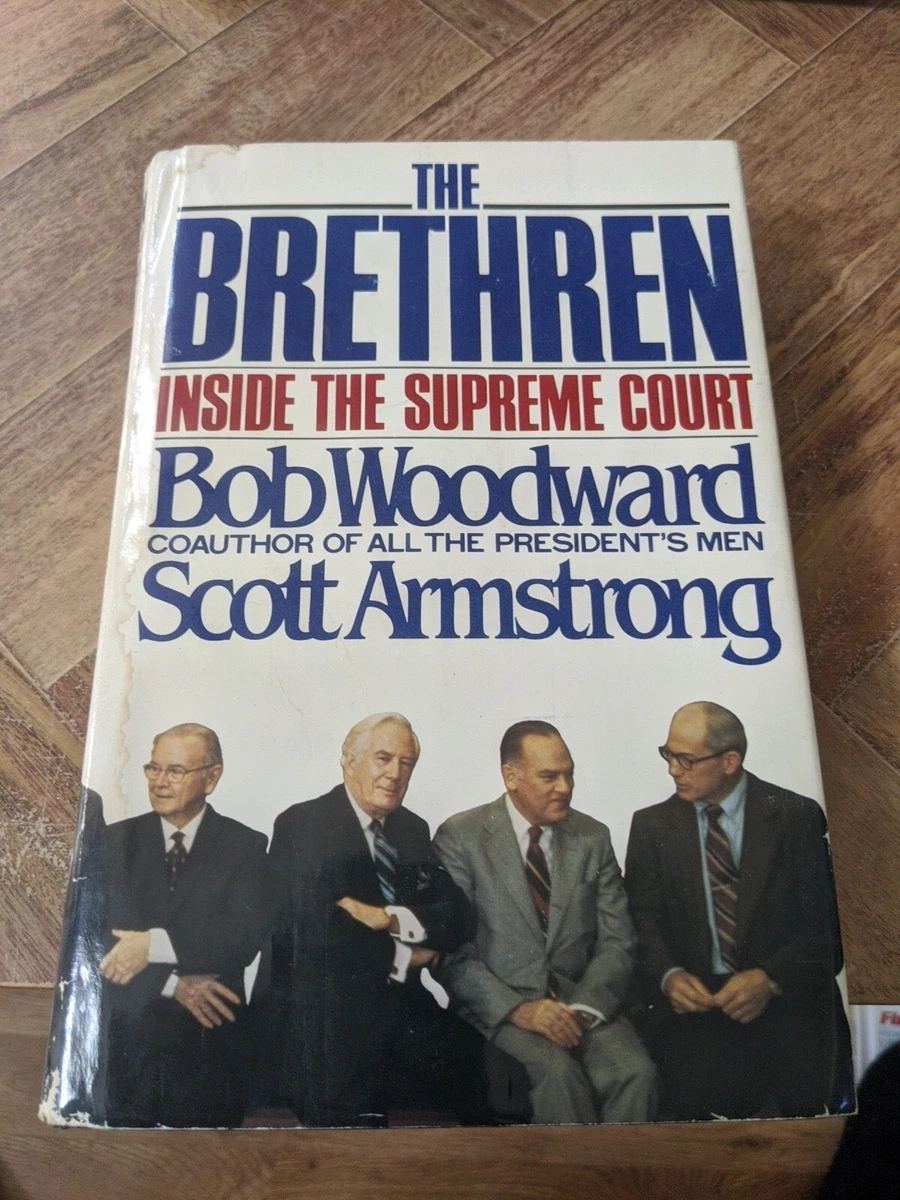 THE
BRETHREN
INSIDE THE SUPREME COURT
Bob Woodward
COAUTHOR OF ALL THE PRESIDENT'S MEN
Scott Armstrong